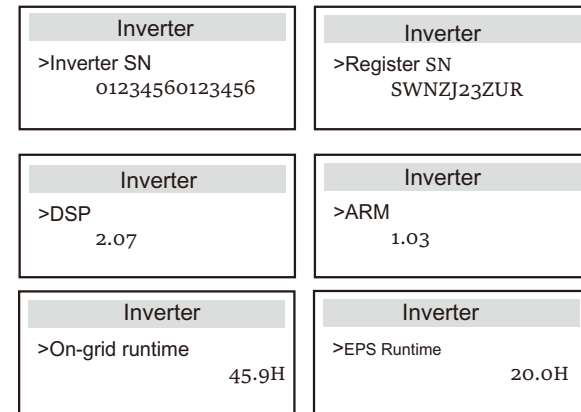 Inverter
>Inverter SN
01234560123456
Inverter
>Register SN
SWNZJ23ZUR
Inverter
>DSP
2.07
Inverter
>ARM
1.03
Inverter
>On-grid runtime
45.9H
Inverter
>EPS Runtime
20.0H